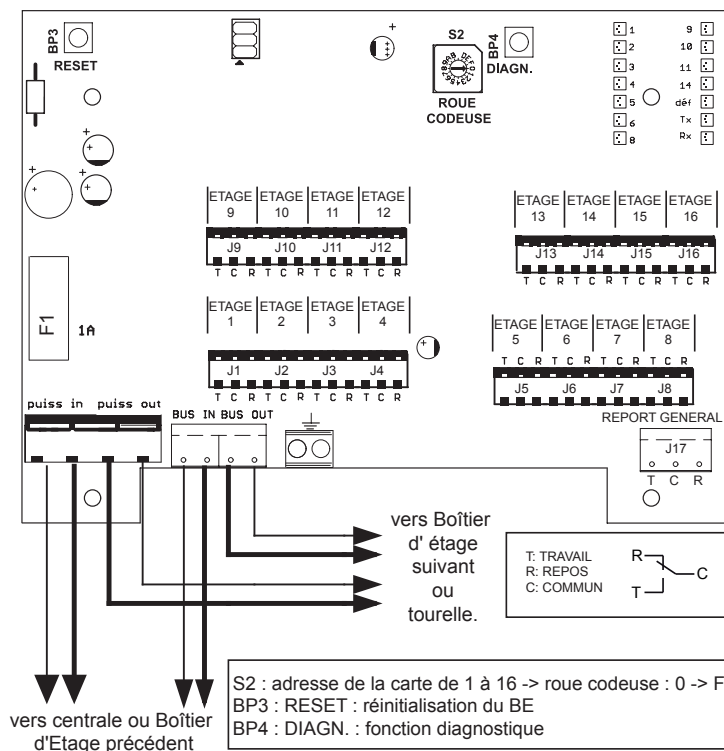 BP3
RESET
S2
789AB CDEF 0123456
ROUE
CODEUSE
BP4
DIAGN.
1 9
2 10
3 11
4 14
5 déf
6 Tx
8 Rx
ETAGE ETAGE ETAGE ETAGE
9 10 11 12
J9 J10 J11 J12
T C R T C R T C R T C R
ETAGE ETAGE ETAGE ETAGE
13 14 15 16
J13 J14 J15 J16
T C R T C R T C R T C R
ETAGE ETAGE ETAGE ETAGE
1 2 3 4
J1 J2 J3 J4
T C R T C R T C R T C R
ETAGE ETAGE ETAGE ETAGE
5 6 7 8
T C R T C R T C R T C R
J5 J6 J7 J8
F1
1A
puiss in puiss out
BUS IN BUS OUT
REPORT GENERAL
J17
T C R
vers Boîtier
d' étage
suivant
ou
tourelle.
T: TRAVAIL
R: REPOS
C: COMMUN
R
C
T
vers centrale ou Boîtier
d'Etage précédent
S2 : adresse de la carte de 1 à 16 -> roue codeuse : 0 -> F
BP3 : RESET : réinitialisation du BE
BP4 : DIAGN. : fonction diagnostique